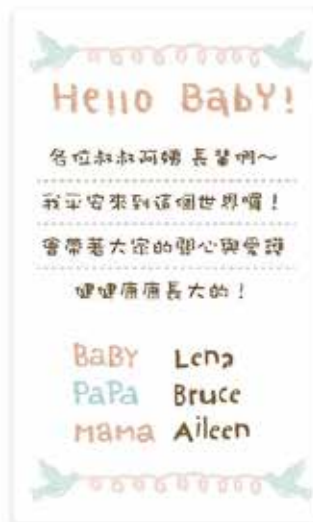 Hello BabY!
各位叔叔阿姨長輩們～
我平安來到這個世界囉！
會帶著大家的關心與愛護
健健康康長大的！
BaBY Lena
PaPa Bruce
mama Aileen